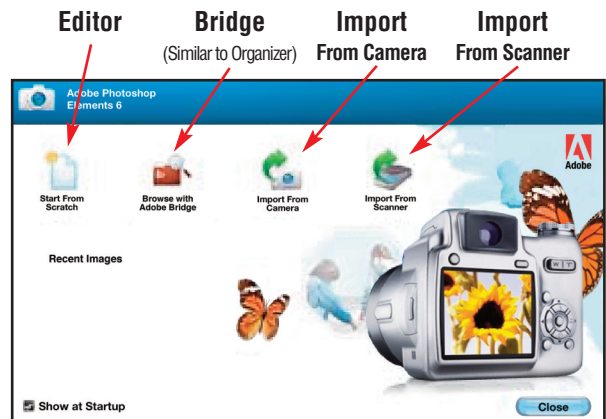 Editor Bridge Import Import
(Similar to Organizer) From Camera From Scanner
Adobe Photoshop
Elements 6
Adobe
Start From
Scratch
Browse with
Adobe Bridge
Import From
Camera
Import From
Scanner
W T
Recent Images
Show at Startup
Close